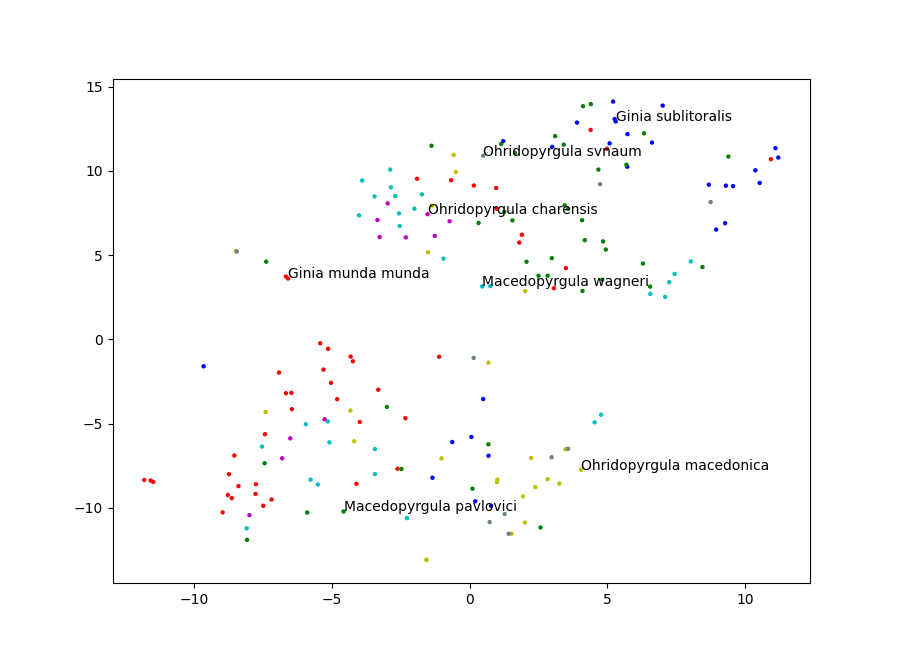 15
Ginia sublitoralis
Ohridopyrgula svnaum
10
Ohridopyrgula charensis
5
Ginia munda munda
Macedopyrgula wagneri
0
−5
Ohridopyrgula macedonica
−10
Macedopyrgula pavlovici
−10
−5
0
5
10